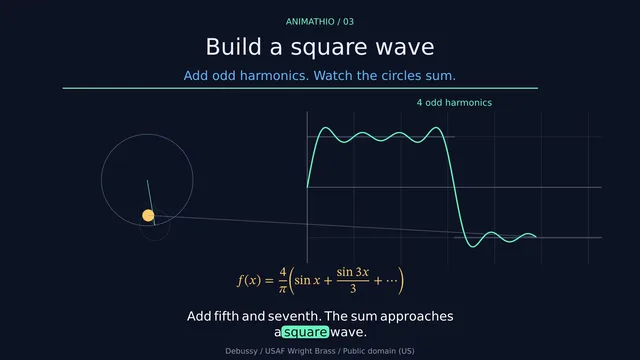 ANIMATHIO / 03
Build a square wave
Add odd harmonics. Watch the circles sum.
4 odd harmonics
f(x) = 4/π (sin x + sin 3x/3 + ⋯)
Add fifth and seventh. The sum approaches
a square wave.
Debussy / USAF Wright Brass / Public domain (US)